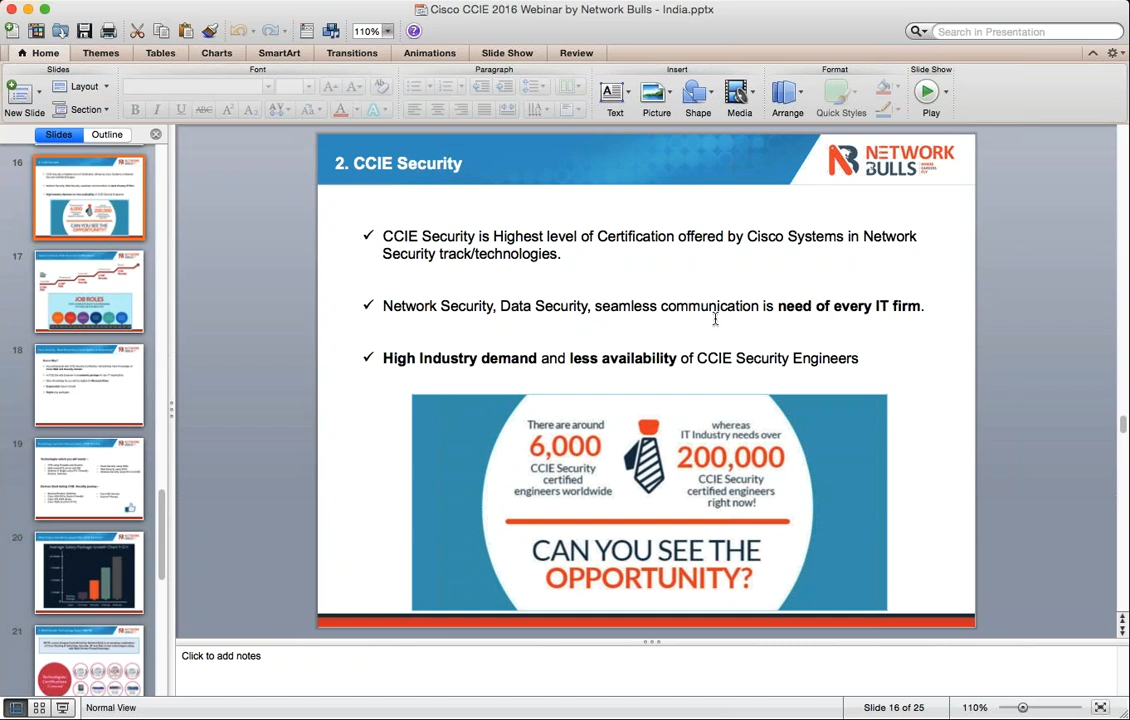 Cisco CCIE 2016 Webinar by Network Bulls - India.pptx
110%
Search in Presentation
Home
Themes
Tables
Charts
SmartArt
Transitions
Animations
Slide Show
Review
Slides
Font
Paragraph
Insert
Format
Slide Show
New Slide
Layout
Section
B I U ABC A² A₂
Text
Picture
Shape
Media
Arrange
Quick Styles
Play
Slides
Outline
16
17
JOB ROLES
18
19
20
21
2. CCIE Security
NETWORK
BULLS
CCIE Security is Highest level of Certification offered by Cisco Systems in Network
Security track/technologies.
Network Security, Data Security, seamless communication is need of every IT firm.
High Industry demand and less availability of CCIE Security Engineers
There are around
6,000
CCIE Security
certified
engineers worldwide
whereas
IT Industry needs over
200,000
CCIE Security
certified engineers
right now!
CAN YOU SEE THE
OPPORTUNITY?
Click to add notes
Normal View
Slide 16 of 25
110%